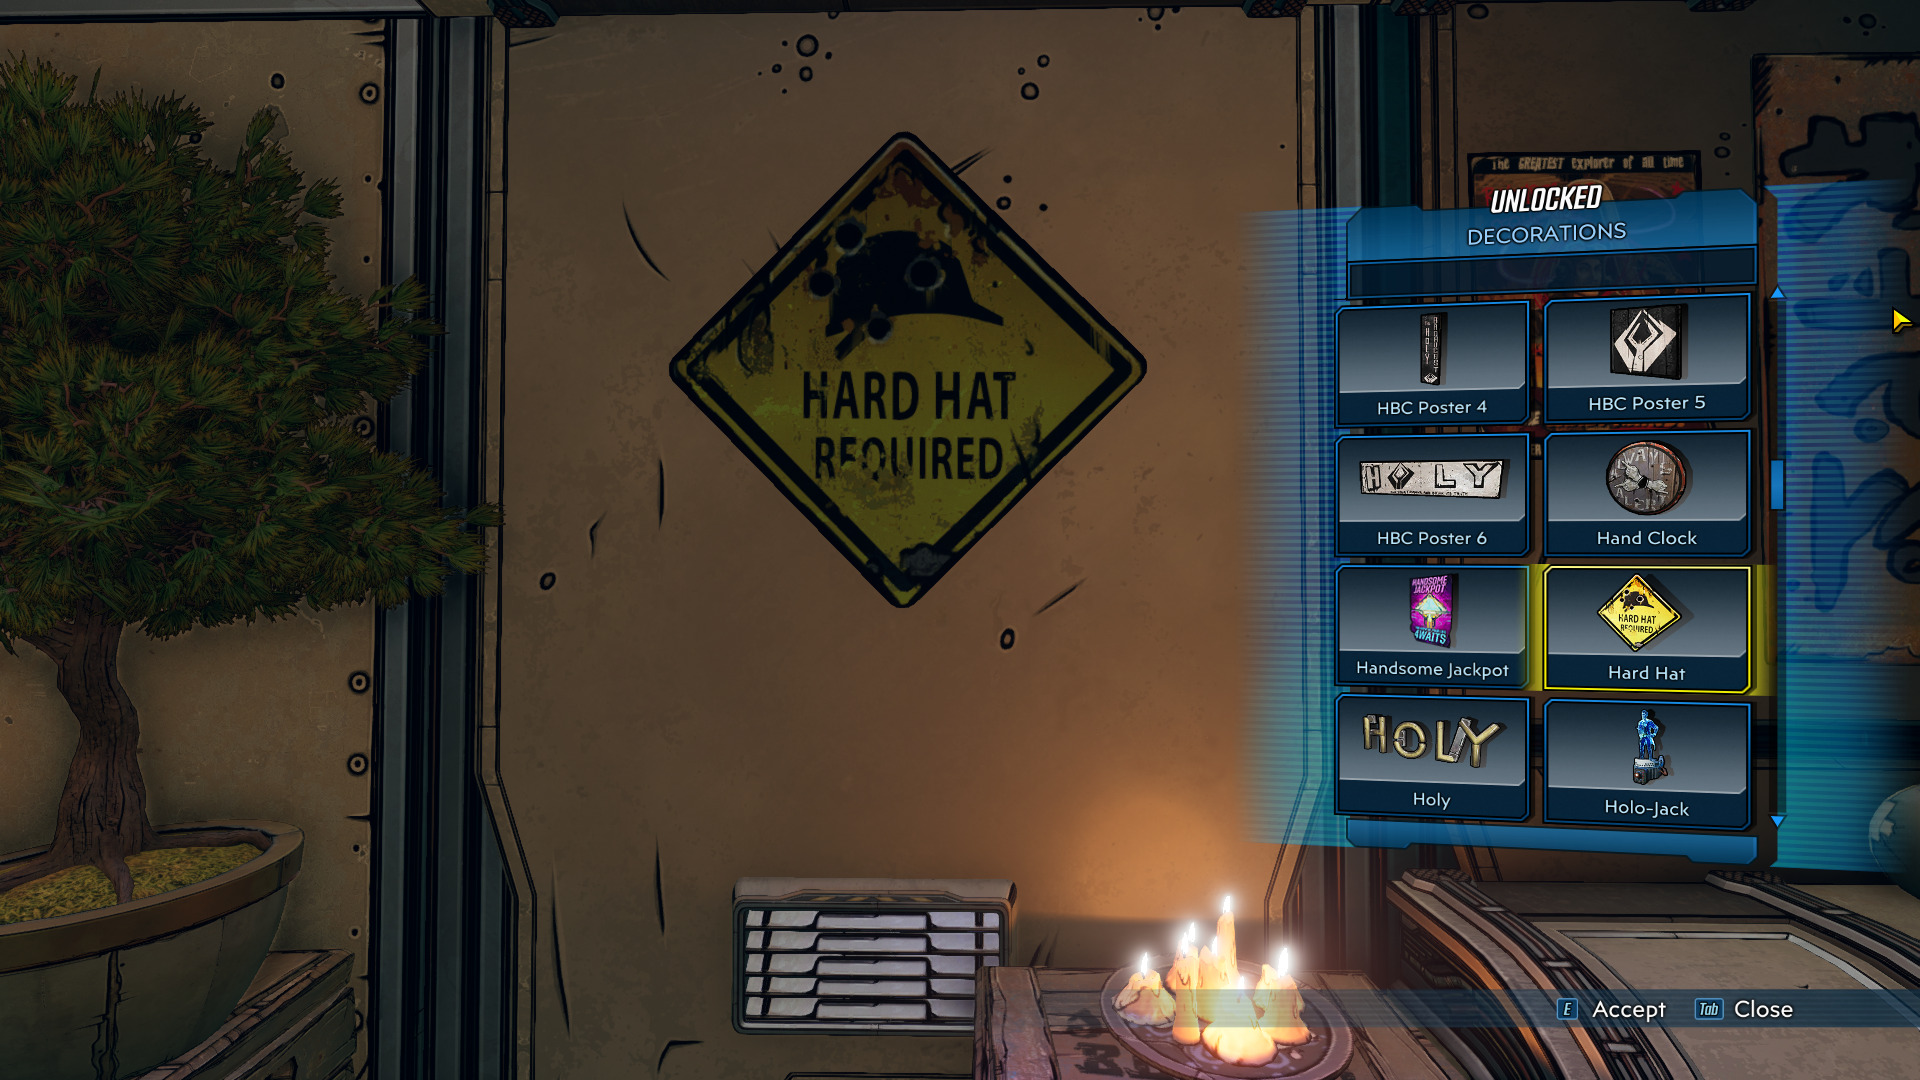 The GREATEST explorer of all time
UNLOCKED
DECORATIONS
HARD HAT
REQUIRED
HBC Poster 4
HBC Poster 5
HOLY
HBC Poster 6
Hand Clock
HANDSOME
JACKPOT
AWAITS
Handsome Jackpot
HARD HAT
REQUIRED
Hard Hat
HOLY
Holy
Holo-Jack
E Accept
Tab Close